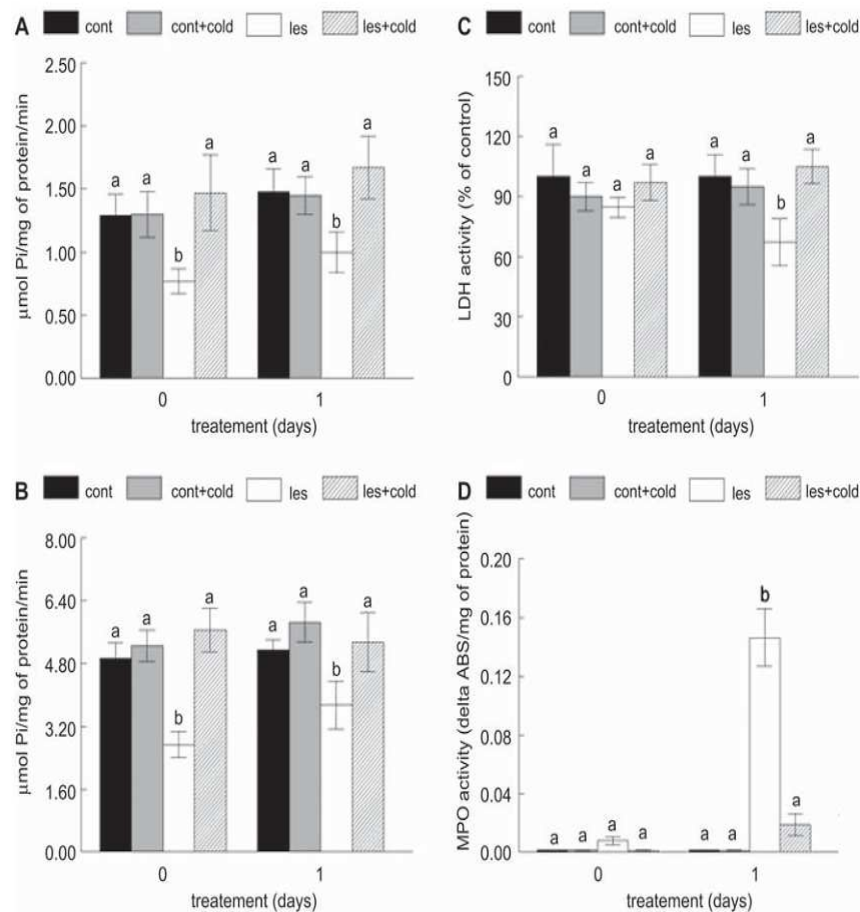 A cont cont+cold les les+cold
μmol Pi/mg of protein/min
2.50
2.00
1.50
1.00
0.50
0.00
a a b a a a b a
0 1
treatement (days)
C cont cont+cold les les+cold
LDH activity (% of control)
150
120
90
60
30
0
a a a a a a b a
0 1
treatement (days)
B cont cont+cold les les+cold
μmol Pi/mg of protein/min
8.00
6.40
4.80
3.20
1.60
0.00
a a b a a a b a
0 1
treatement (days)
D cont cont+cold les les+cold
MPO activity (delta ABS/mg of protein)
0.20
0.16
0.12
0.08
0.04
0.00
a a a a a a b a
0 1
treatement (days)